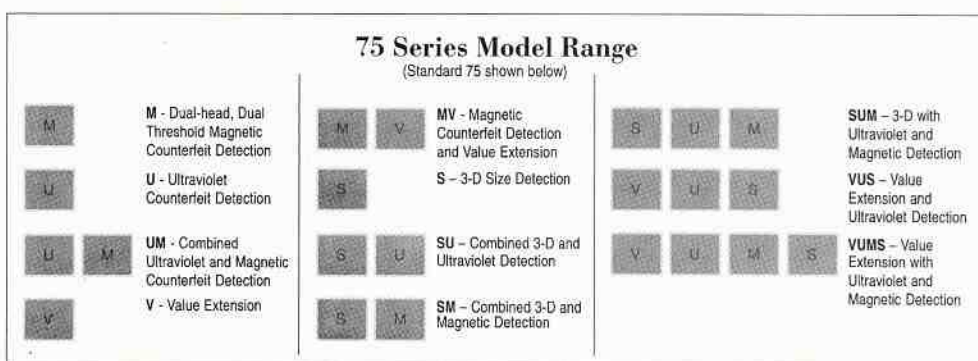 75 Series Model Range
(Standard 75 shown below)
M
M - Dual-head, Dual
Threshold Magnetic
Counterfeit Detection
U
U - Ultraviolet
Counterfeit Detection
U M
UM - Combined
Ultraviolet and Magnetic
Counterfeit Detection
V
V - Value Extension
M V
MV - Magnetic
Counterfeit Detection
and Value Extension
S
S – 3-D Size Detection
S U
SU – Combined 3-D and
Ultraviolet Detection
S M
SM – Combined 3-D and
Magnetic Detection
S U M
SUM – 3-D with
Ultraviolet and
Magnetic Detection
V U S
VUS – Value
Extension and
Ultraviolet Detection
V U M S
VUMS – Value
Extension with
Ultraviolet and
Magnetic Detection